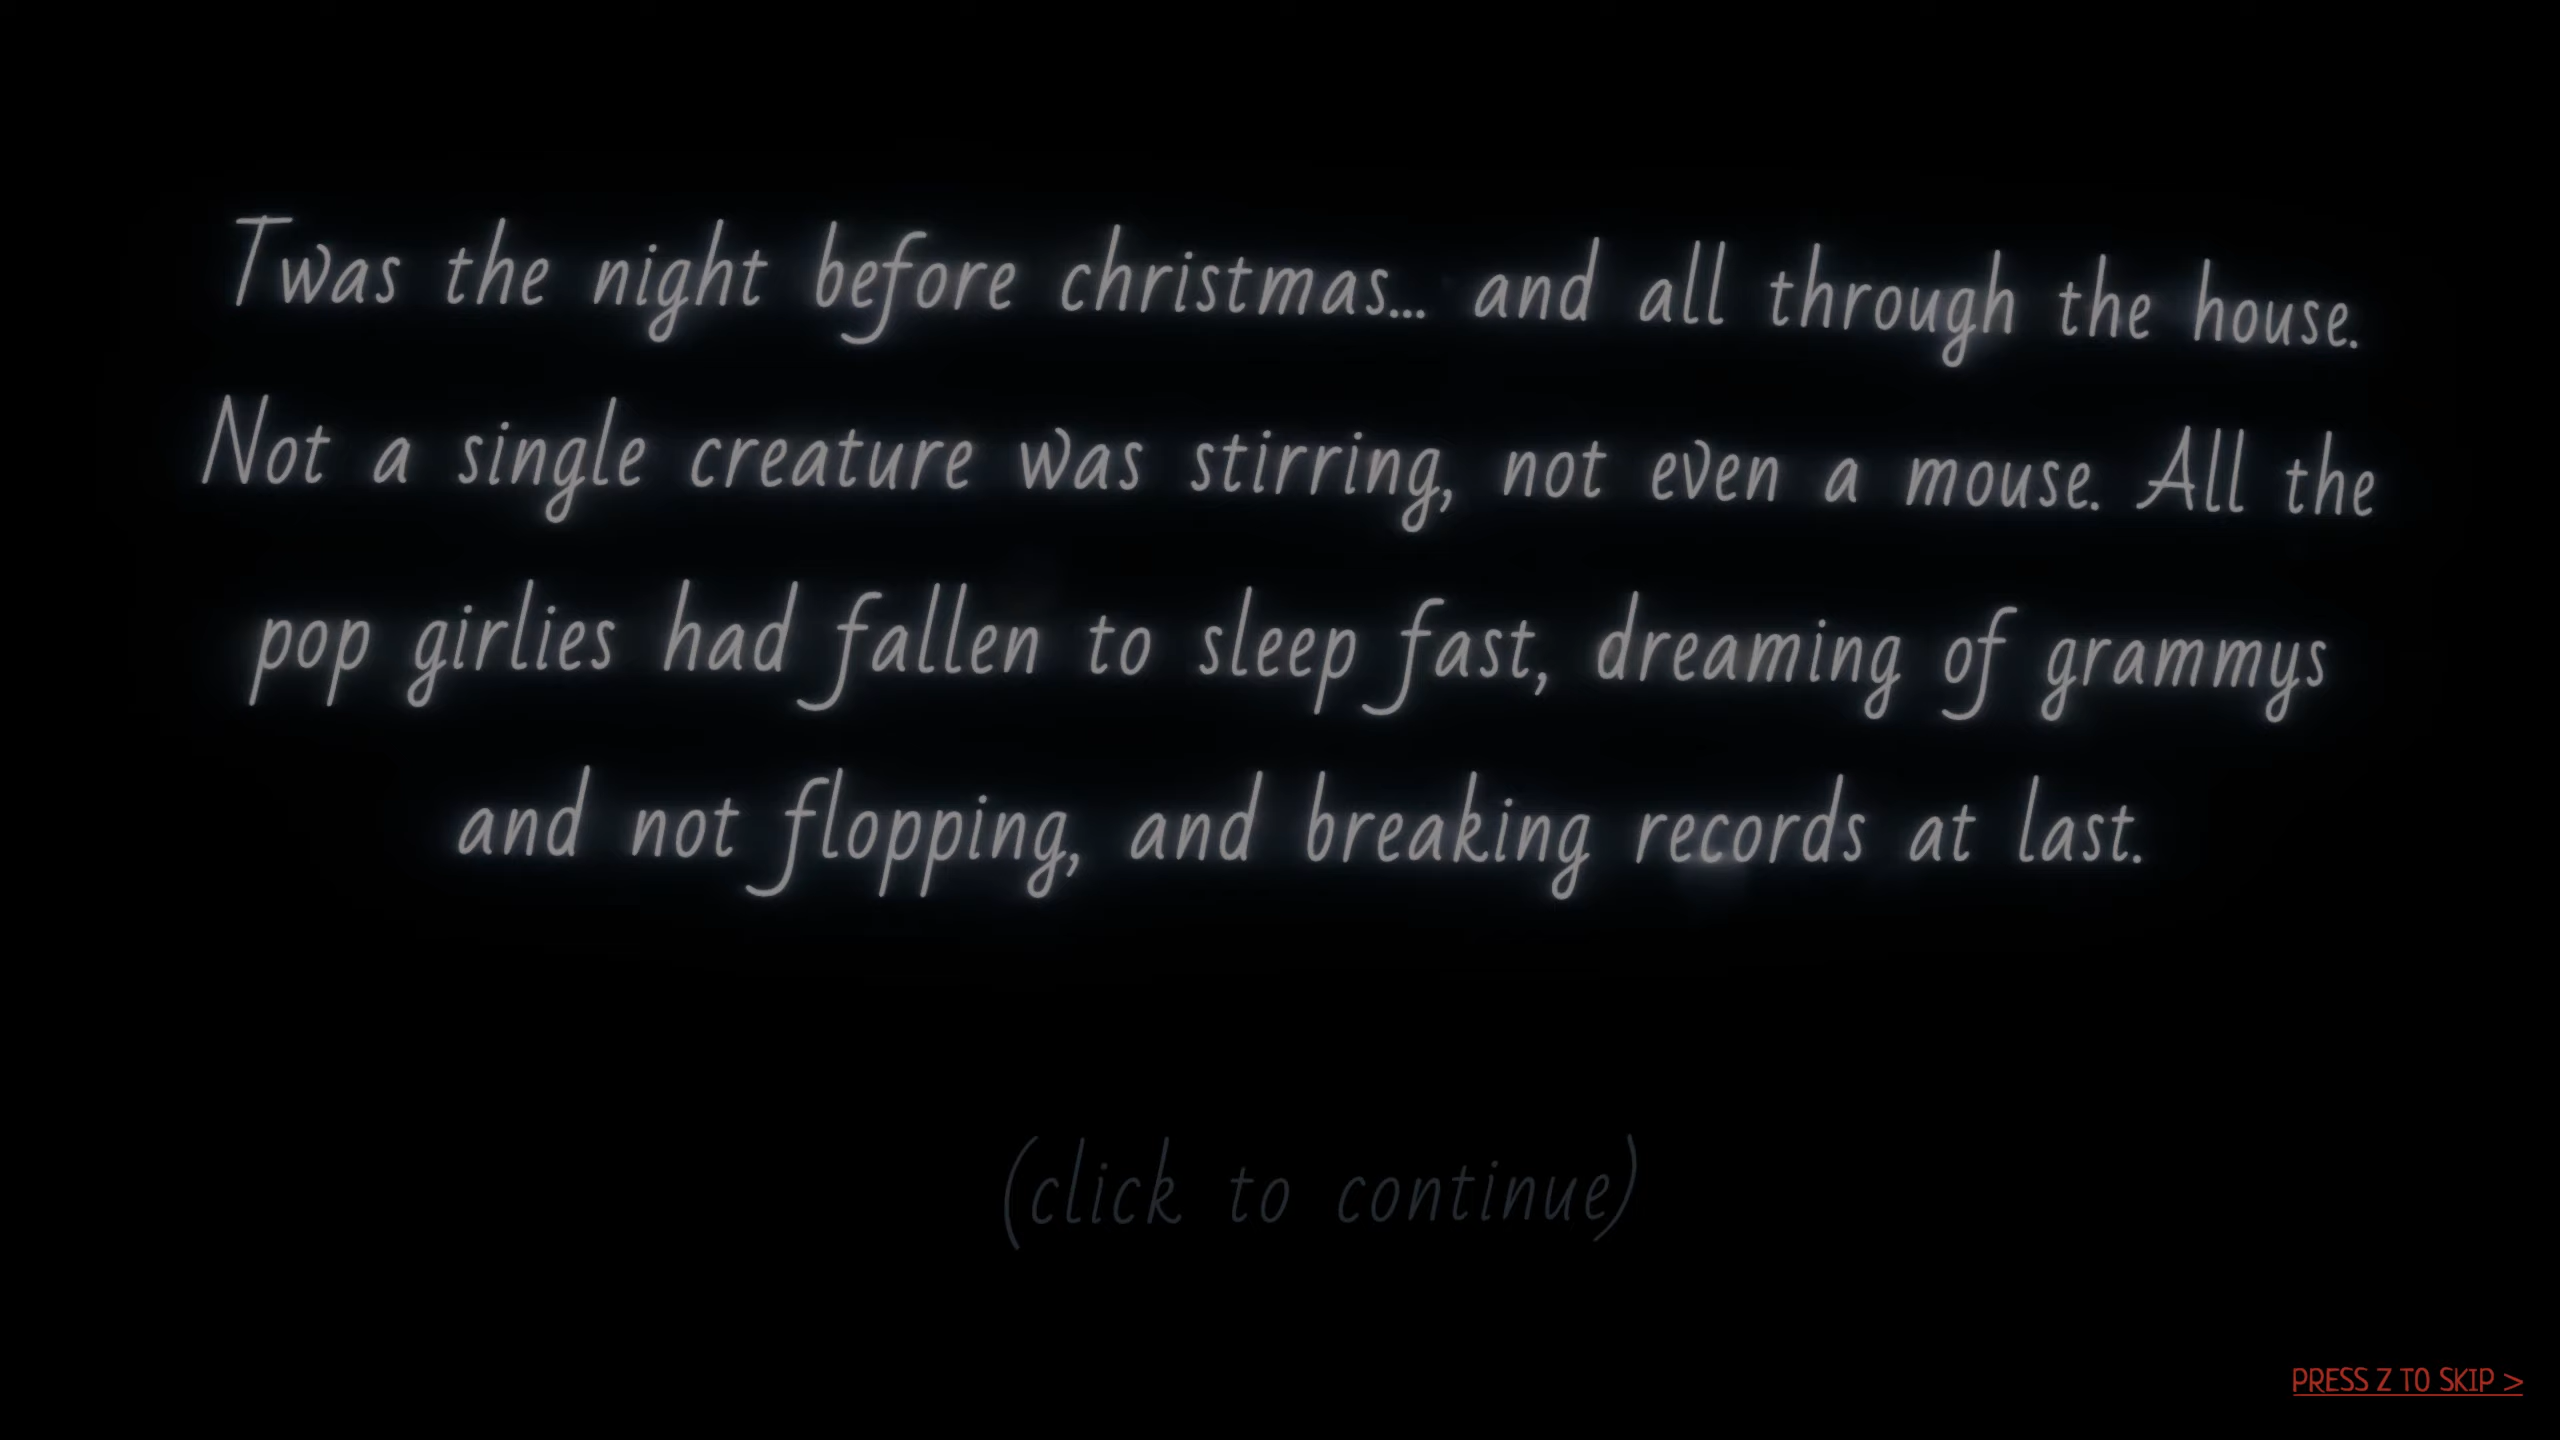 Twas the night before christmas... and all through the house.
Not a single creature was stirring, not even a mouse. All the
pop girlies had fallen to sleep fast, dreaming of grammys
and not flopping, and breaking records at last.
(click to continue)
PRESS Z TO SKIP >